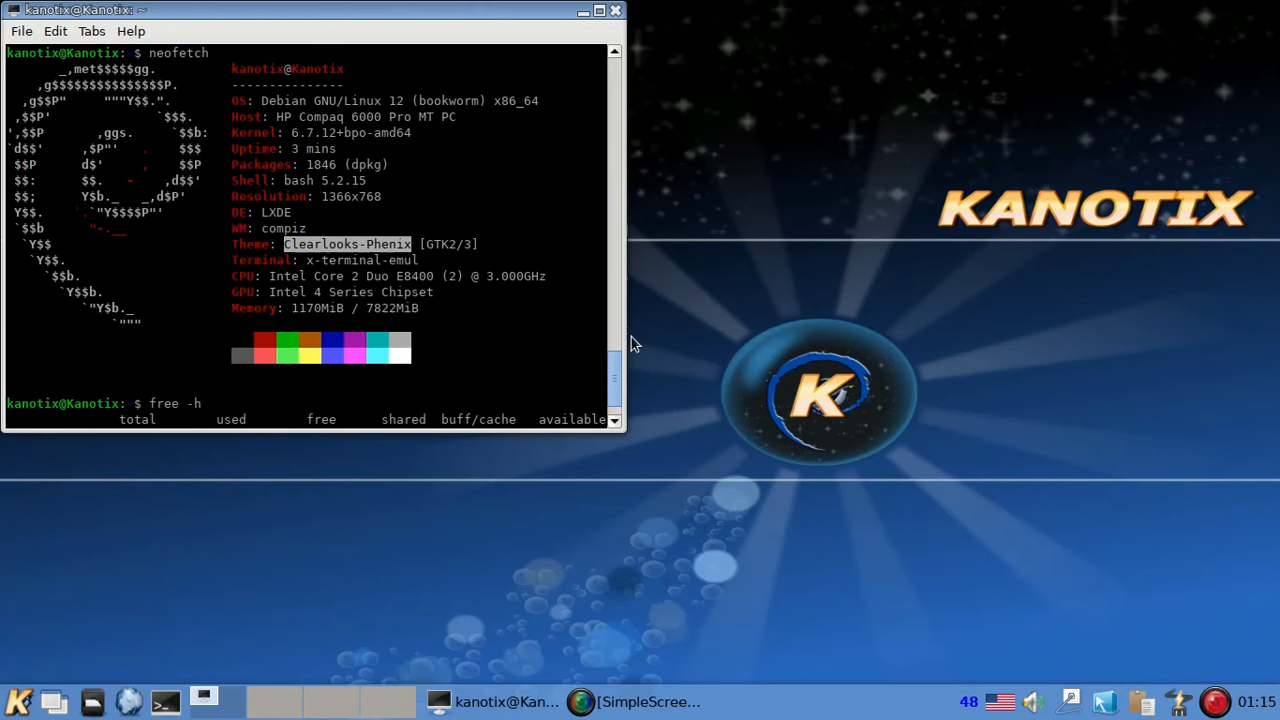 kanotix@Kanotix: ~
File Edit Tabs Help
kanotix@Kanotix:~$ neofetch
_,met$$$$$gg.
,g$$$$$$$$$$$$$$$P.
,g$$P" """Y$$.".
,$$P' `$$$.
',$$P ,ggs. `$$b:
`d$$' ,$P"' . $$$
$$P d$' , $$P
$$: $$. - ,d$$'
$$; Y$b._ _,d$P'
Y$$. `.`"Y$$$$P"'
`$$b "-.__
`Y$$
`Y$$.
`$$b.
`Y$$b.
`"Y$b._
`"""
kanotix@Kanotix
---------------
OS: Debian GNU/Linux 12 (bookworm) x86_64
Host: HP Compaq 6000 Pro MT PC
Kernel: 6.7.12+bpo-amd64
Uptime: 3 mins
Packages: 1846 (dpkg)
Shell: bash 5.2.15
Resolution: 1366x768
DE: LXDE
WM: compiz
Theme: Clearlooks-Phenix [GTK2/3]
Terminal: x-terminal-emul
CPU: Intel Core 2 Duo E8400 (2) @ 3.000GHz
GPU: Intel 4 Series Chipset
Memory: 1170MiB / 7822MiB
kanotix@Kanotix:~$ free -h
total used free shared buff/cache available
KANOTIX
K
kanotix@Kan...
[SimpleScree...
48
01:15